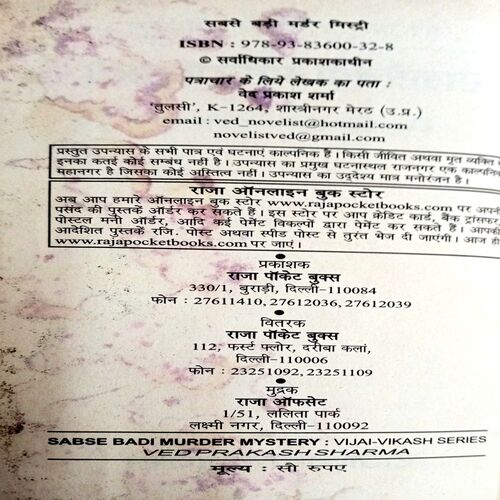 सबसे बड़ी मर्डर मिस्ट्री
ISBN : 978-93-83600-32-8
© सर्वाधिकार प्रकाशकाधीन
पत्राचार के लिये लेखक का पता :
वेद प्रकाश शर्मा
'तुलसी', K-1264, शास्त्रीनगर मेरठ (उ.प्र.)
email : ved_novelist@hotmail.com
novelistved@gmail.com
प्रस्तुत उपन्यास के सभी पात्र एवं घटनाएं काल्पनिक हैं। किसी जीवित अथवा मृत व्यक्ति
इनका कतई कोई सम्बंध नहीं है। उपन्यास का प्रमुख घटनास्थल राजनगर एक काल्पनिक
महानगर है जिसका कोई अस्तित्व नहीं। उपन्यास का उद्देश्य मात्र मनोरंजन है।
राजा ऑनलाइन बुक स्टोर
अब आप हमारे ऑनलाइन बुक स्टोर www.rajapocketbooks.com पर अपनी
पसंद की पुस्तकें ऑर्डर कर सकते हैं। इस स्टोर पर आप क्रेडिट कार्ड, बैंक ट्रांसफर,
पोस्टल मनी ऑर्डर, आदि कई पेमेंट विकल्पों द्वारा पेमेंट कर सकते हैं। आपकी
आदेशित पुस्तकें रजि. पोस्ट अथवा स्पीड पोस्ट से तुरंत भेज दी जाएंगी। आज ही
www.rajapocketbooks.com पर जाएं।
प्रकाशक
राजा पॉकेट बुक्स
330/1, बुराड़ी, दिल्ली-110084
फोन : 27611410, 27612036, 27612039
वितरक
राजा पॉकेट बुक्स
112, फर्स्ट फ्लोर, दरीबा कलां,
दिल्ली-110006
फोन : 23251092, 23251109
मुद्रक
राजा ऑफसेट
1/51, ललिता पार्क
लक्ष्मी नगर, दिल्ली-110092
SABSE BADI MURDER MYSTERY : VIJAI-VIKASH SERIES
VED PRAKASH SHARMA
मूल्य : सौ रुपए